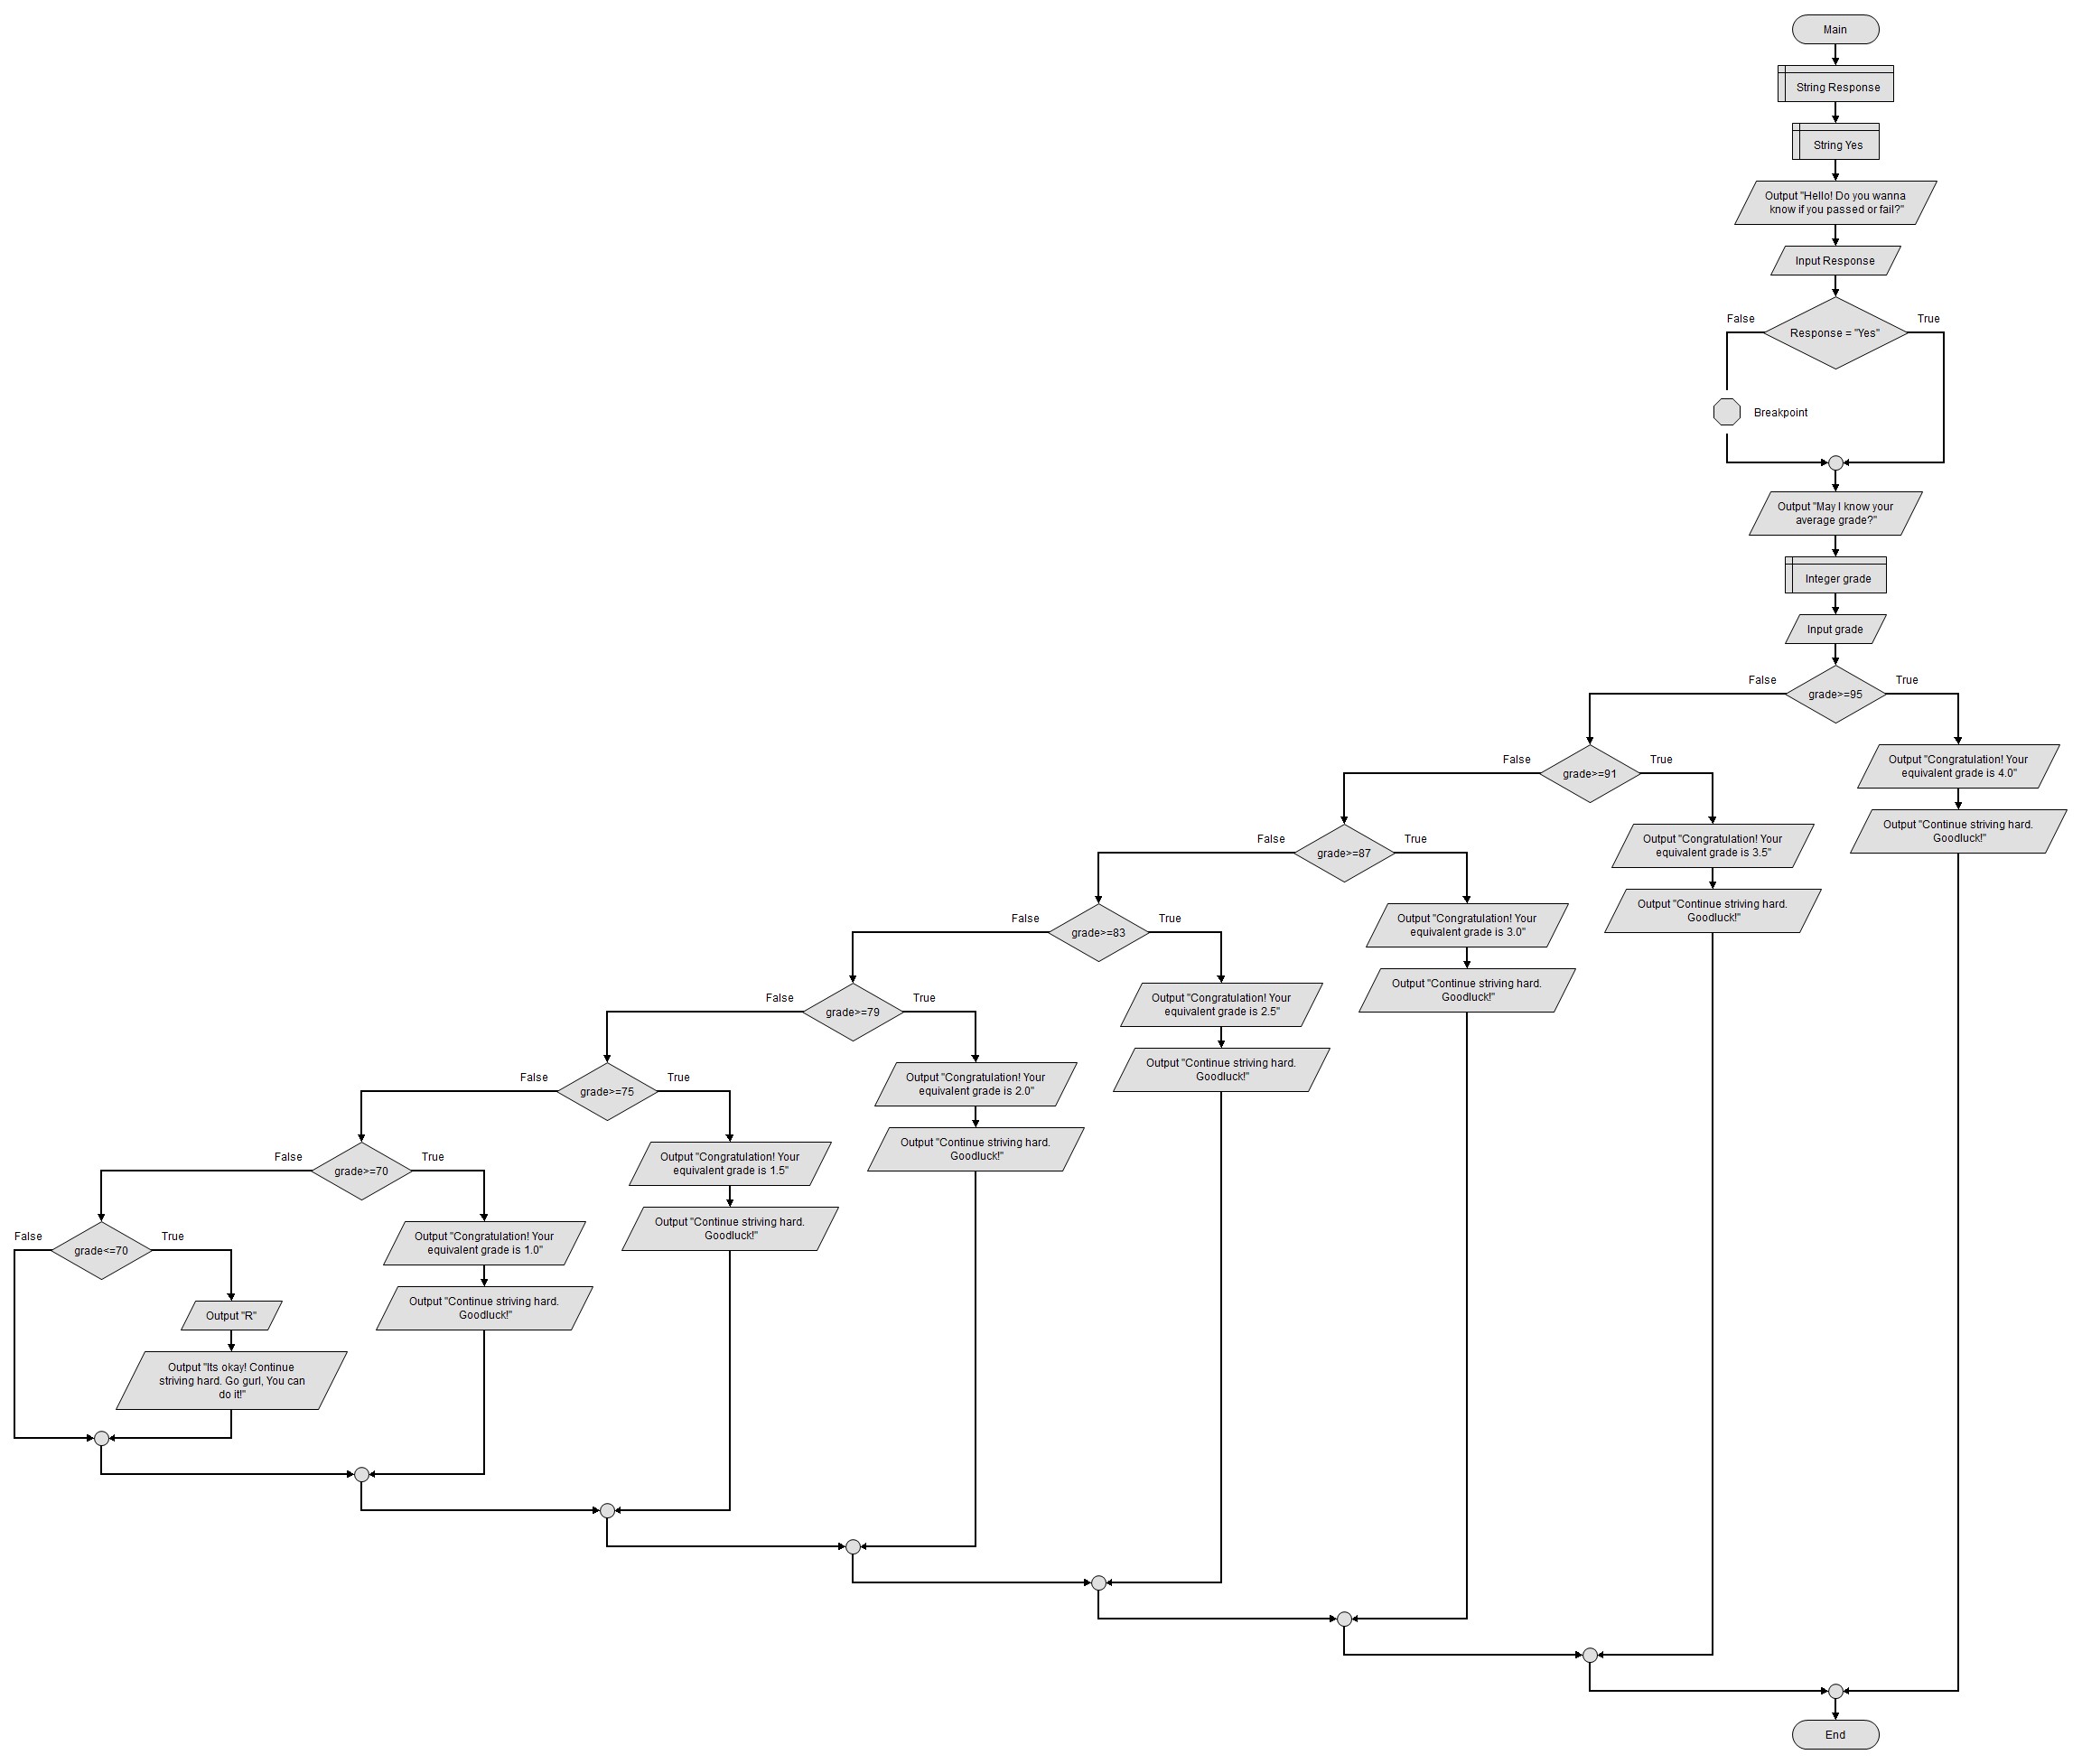 Main
String Response
String Yes
Output "Hello! Do you wanna
know if you passed or fail?"
Input Response
False
True
Response = "Yes"
Breakpoint
Output "May I know your
average grade?"
Integer grade
Input grade
False
True
grade>=95
Output "Congratulation! Your
equivalent grade is 4.0"
Output "Continue striving hard.
Goodluck!"
False
True
grade>=91
Output "Congratulation! Your
equivalent grade is 3.5"
Output "Continue striving hard.
Goodluck!"
False
True
grade>=87
Output "Congratulation! Your
equivalent grade is 3.0"
Output "Continue striving hard.
Goodluck!"
False
True
grade>=83
Output "Congratulation! Your
equivalent grade is 2.5"
Output "Continue striving hard.
Goodluck!"
False
True
grade>=79
Output "Congratulation! Your
equivalent grade is 2.0"
Output "Continue striving hard.
Goodluck!"
False
True
grade>=75
Output "Congratulation! Your
equivalent grade is 1.5"
Output "Continue striving hard.
Goodluck!"
False
True
grade>=70
Output "Congratulation! Your
equivalent grade is 1.0"
Output "Continue striving hard.
Goodluck!"
False
True
grade<=70
Output "R"
Output "Its okay! Continue
striving hard. Go gurl, You can
do it!"
End